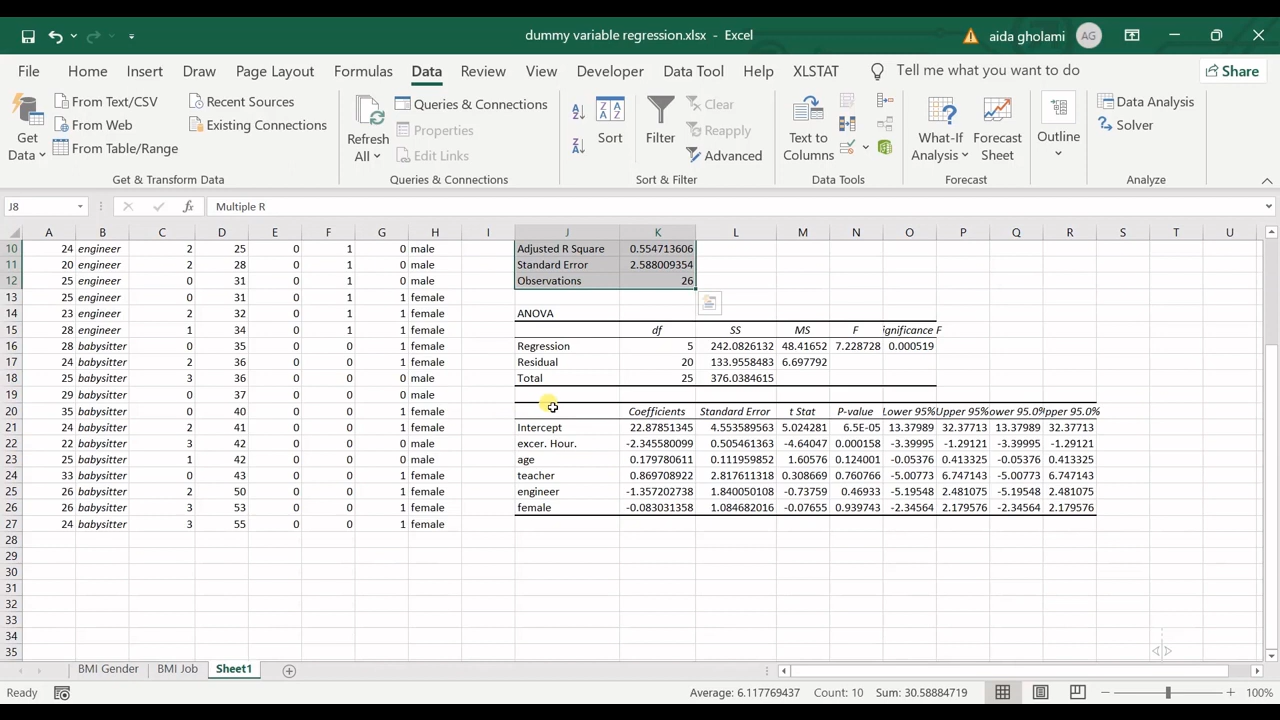 dummy variable regression.xlsx - Excel
aida gholami
AG
File Home Insert Draw Page Layout Formulas Data Review View Developer Data Tool Help XLSTAT Tell me what you want to do Share
Get Data
From Text/CSV
From Web
From Table/Range
Recent Sources
Existing Connections
Get & Transform Data
Refresh All
Queries & Connections
Properties
Edit Links
Queries & Connections
Sort
Filter
Clear
Reapply
Advanced
Sort & Filter
Text to Columns
Data Tools
What-If Analysis
Forecast Sheet
Forecast
Outline
Data Analysis
Solver
Analyze
J8 fx Multiple R
A B C D E F G H I J K L M N O P Q R S T U
10 24 engineer 2 25 0 1 0 male Adjusted R Square 0.554713606
11 20 engineer 2 28 0 1 0 male Standard Error 2.588009354
12 25 engineer 0 31 0 1 0 male Observations 26
13 25 engineer 0 31 0 1 1 female
14 23 engineer 2 32 0 1 1 female ANOVA
15 28 engineer 1 34 0 1 1 female df SS MS F ignificance F
16 28 babysitter 0 35 0 0 1 female Regression 5 242.0826132 48.41652 7.228728 0.000519
17 24 babysitter 2 36 0 0 0 male Residual 20 133.9558483 6.697792
18 25 babysitter 3 36 0 0 0 male Total 25 376.0384615
19 29 babysitter 0 37 0 0 0 male
20 35 babysitter 0 40 0 0 1 female Coefficients Standard Error t Stat P-value Lower 95% Upper 95% ower 95.0% pper 95.0%
21 24 babysitter 2 41 0 0 1 female Intercept 22.87851345 4.553589563 5.024281 6.5E-05 13.37989 32.37713 13.37989 32.37713
22 22 babysitter 3 42 0 0 0 male excer. Hour. -2.345580099 0.505461363 -4.64047 0.000158 -3.39995 -1.29121 -3.39995 -1.29121
23 25 babysitter 1 42 0 0 0 male age 0.179780611 0.111959852 1.60576 0.124001 -0.05376 0.413325 -0.05376 0.413325
24 33 babysitter 0 43 0 0 1 female teacher 0.869708922 2.817611318 0.308669 0.760766 -5.00773 6.747143 -5.00773 6.747143
25 26 babysitter 2 50 0 0 1 female engineer -1.357202738 1.840050108 -0.73759 0.46933 -5.19548 2.481075 -5.19548 2.481075
26 26 babysitter 3 53 0 0 1 female female -0.083031358 1.084682016 -0.07655 0.939743 -2.34564 2.179576 -2.34564 2.179576
27 24 babysitter 3 55 0 0 1 female
28
29
30
31
32
33
34
35
BMI Gender BMI Job Sheet1
Ready Average: 6.117769437 Count: 10 Sum: 30.58884719 100%